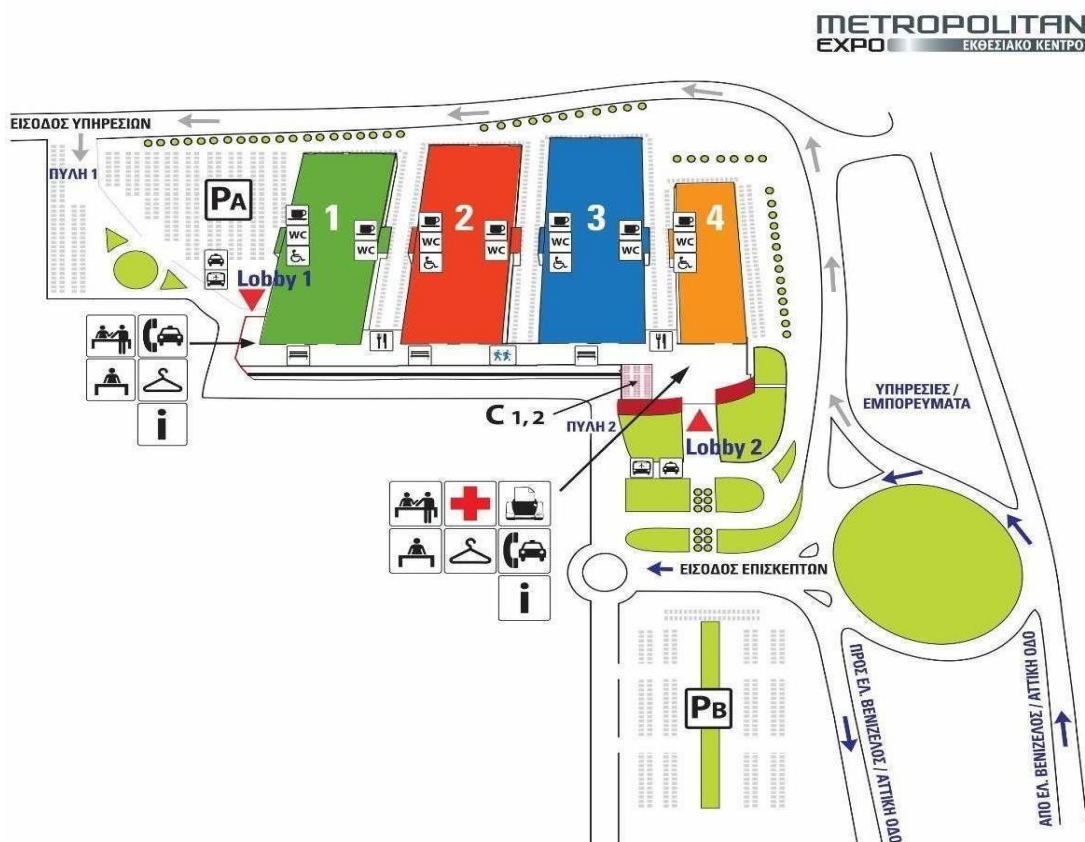 METROPOLITAN
EXPO ΕΚΘΕΣΙΑΚΟ ΚΕΝΤΡΟ
ΕΙΣΟΔΟΣ ΥΠΗΡΕΣΙΩΝ
ΠΥΛΗ 1
PA
1
2
3
4
WC
WC
WC
WC
WC
WC
WC
Lobby 1
i
C 1,2
ΠΥΛΗ 2
Lobby 2
ΥΠΗΡΕΣΙΕΣ /
ΕΜΠΟΡΕΥΜΑΤΑ
i
ΕΙΣΟΔΟΣ ΕΠΙΣΚΕΠΤΩΝ
PB
ΠΡΟΣ ΕΛ. ΒΕΝΙΖΕΛΟΣ / ΑΤΤΙΚΗ ΟΔΟ
ΑΠΟ ΕΛ. ΒΕΝΙΖΕΛΟΣ / ΑΤΤΙΚΗ ΟΔΟ